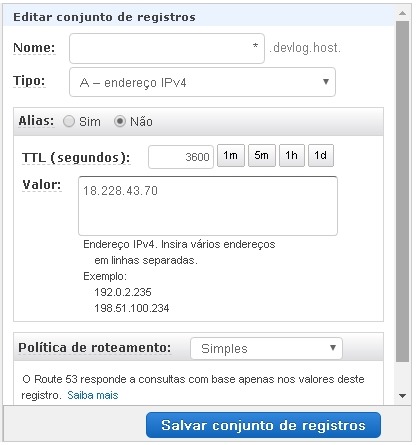 Editar conjunto de registros
Nome: * .devlog.host.
Tipo: A – endereço IPv4
Alias: Sim Não
TTL (segundos): 3600 1m 5m 1h 1d
Valor: 18.228.43.70
Endereço IPv4. Insira vários endereços
em linhas separadas.
Exemplo:
192.0.2.235
198.51.100.234
Política de roteamento: Simples
O Route 53 responde a consultas com base apenas nos valores deste
registro. Saiba mais
Salvar conjunto de registros